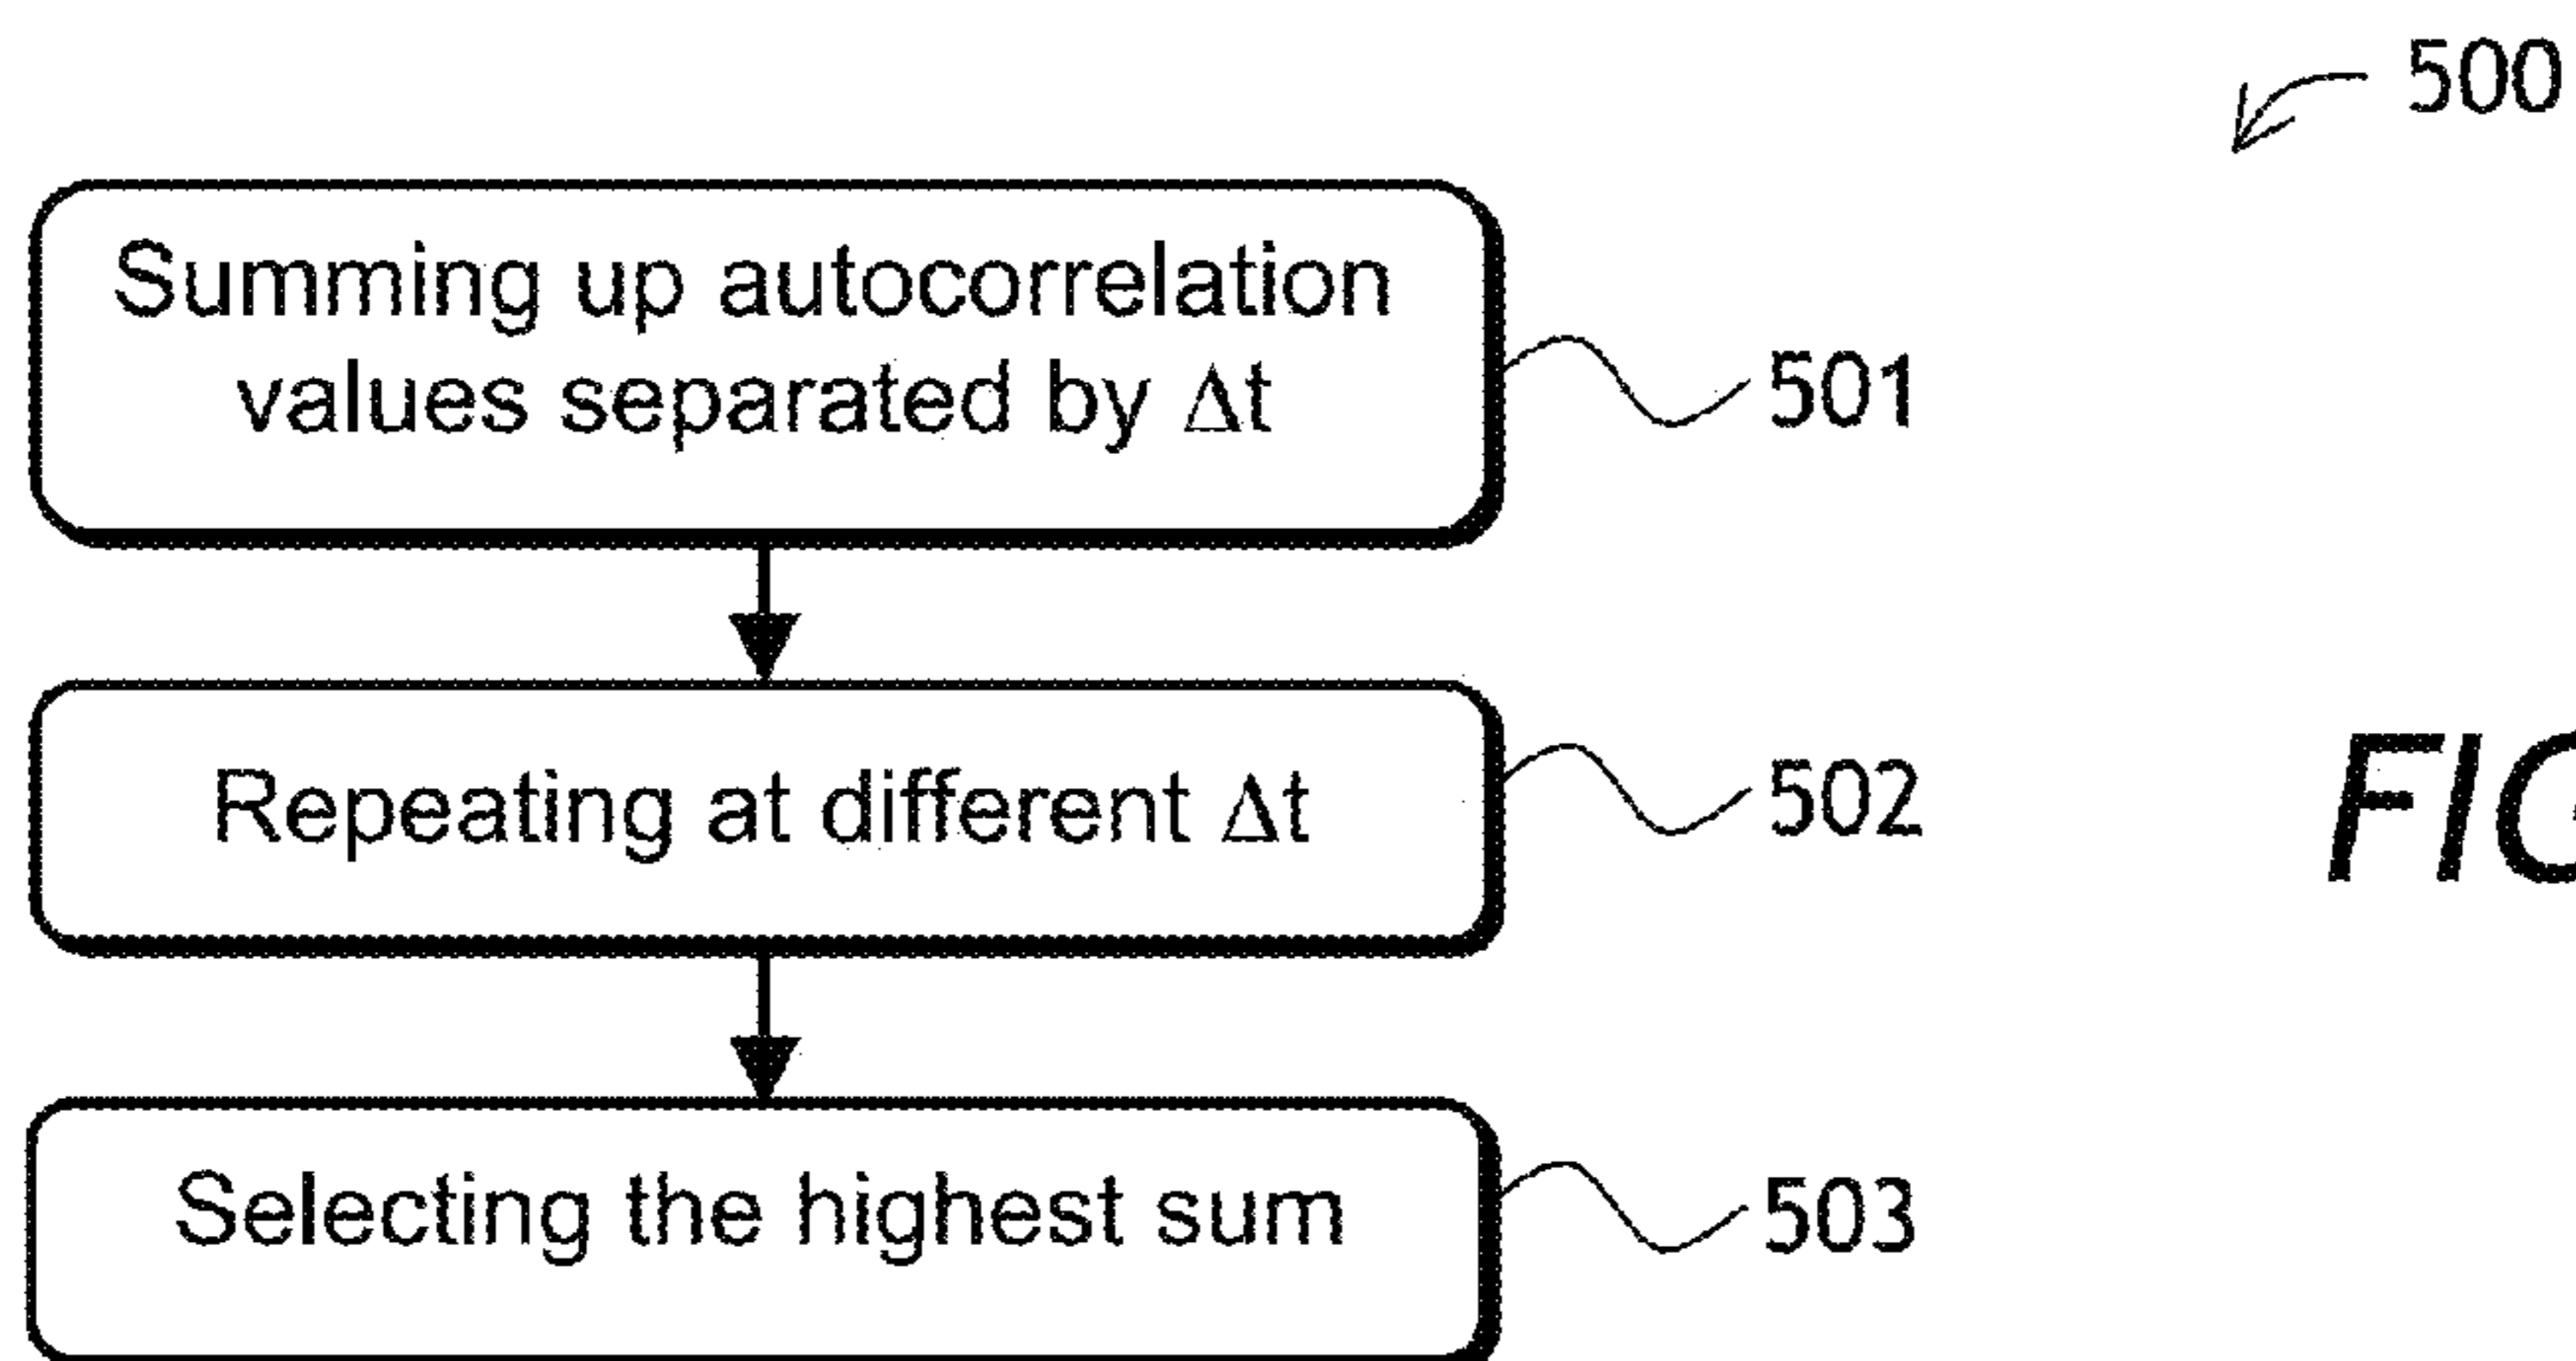 500
Summing up autocorrelation
values separated by Δt
501
Repeating at different Δt
502
FIG
Selecting the highest sum
503